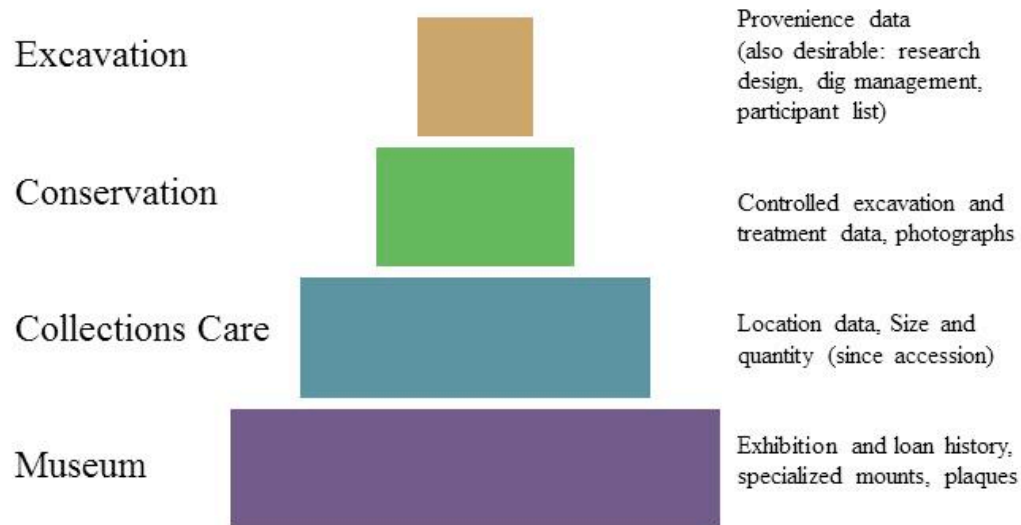 Excavation
Provenience data
(also desirable: research
design, dig management,
participant list)
Conservation
Controlled excavation and
treatment data, photographs
Collections Care
Location data, Size and
quantity (since accession)
Museum
Exhibition and loan history,
specialized mounts, plaques